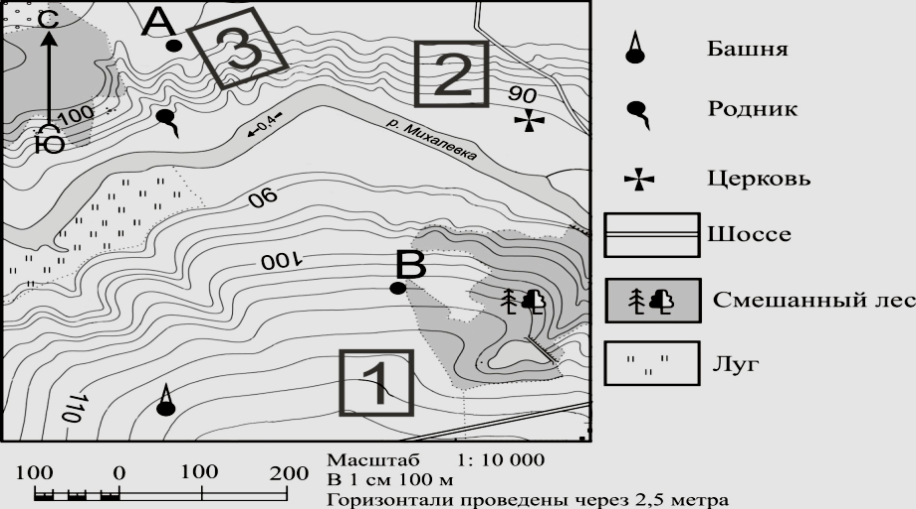 С
А
3
2
90
100
Ю
0,4
р. Михалевка
90
100
В
1
110
Башня
Родник
Церковь
Шоссе
Смешанный лес
Луг
100 0 100 200
Масштаб 1: 10 000
В 1 см 100 м
Горизонтали проведены через 2,5 метра